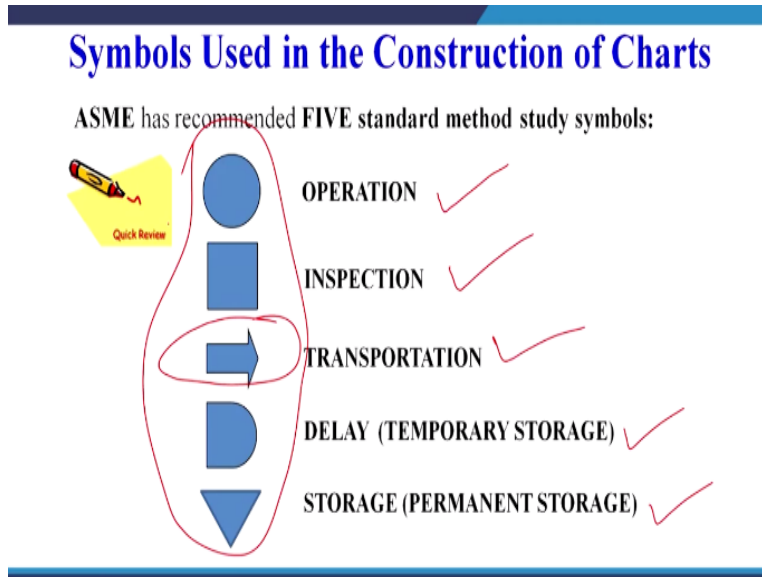 Symbols Used in the Construction of Charts
ASME has recommended FIVE standard method study symbols:
Quick Review
OPERATION
INSPECTION
TRANSPORTATION
DELAY (TEMPORARY STORAGE)
STORAGE (PERMANENT STORAGE)